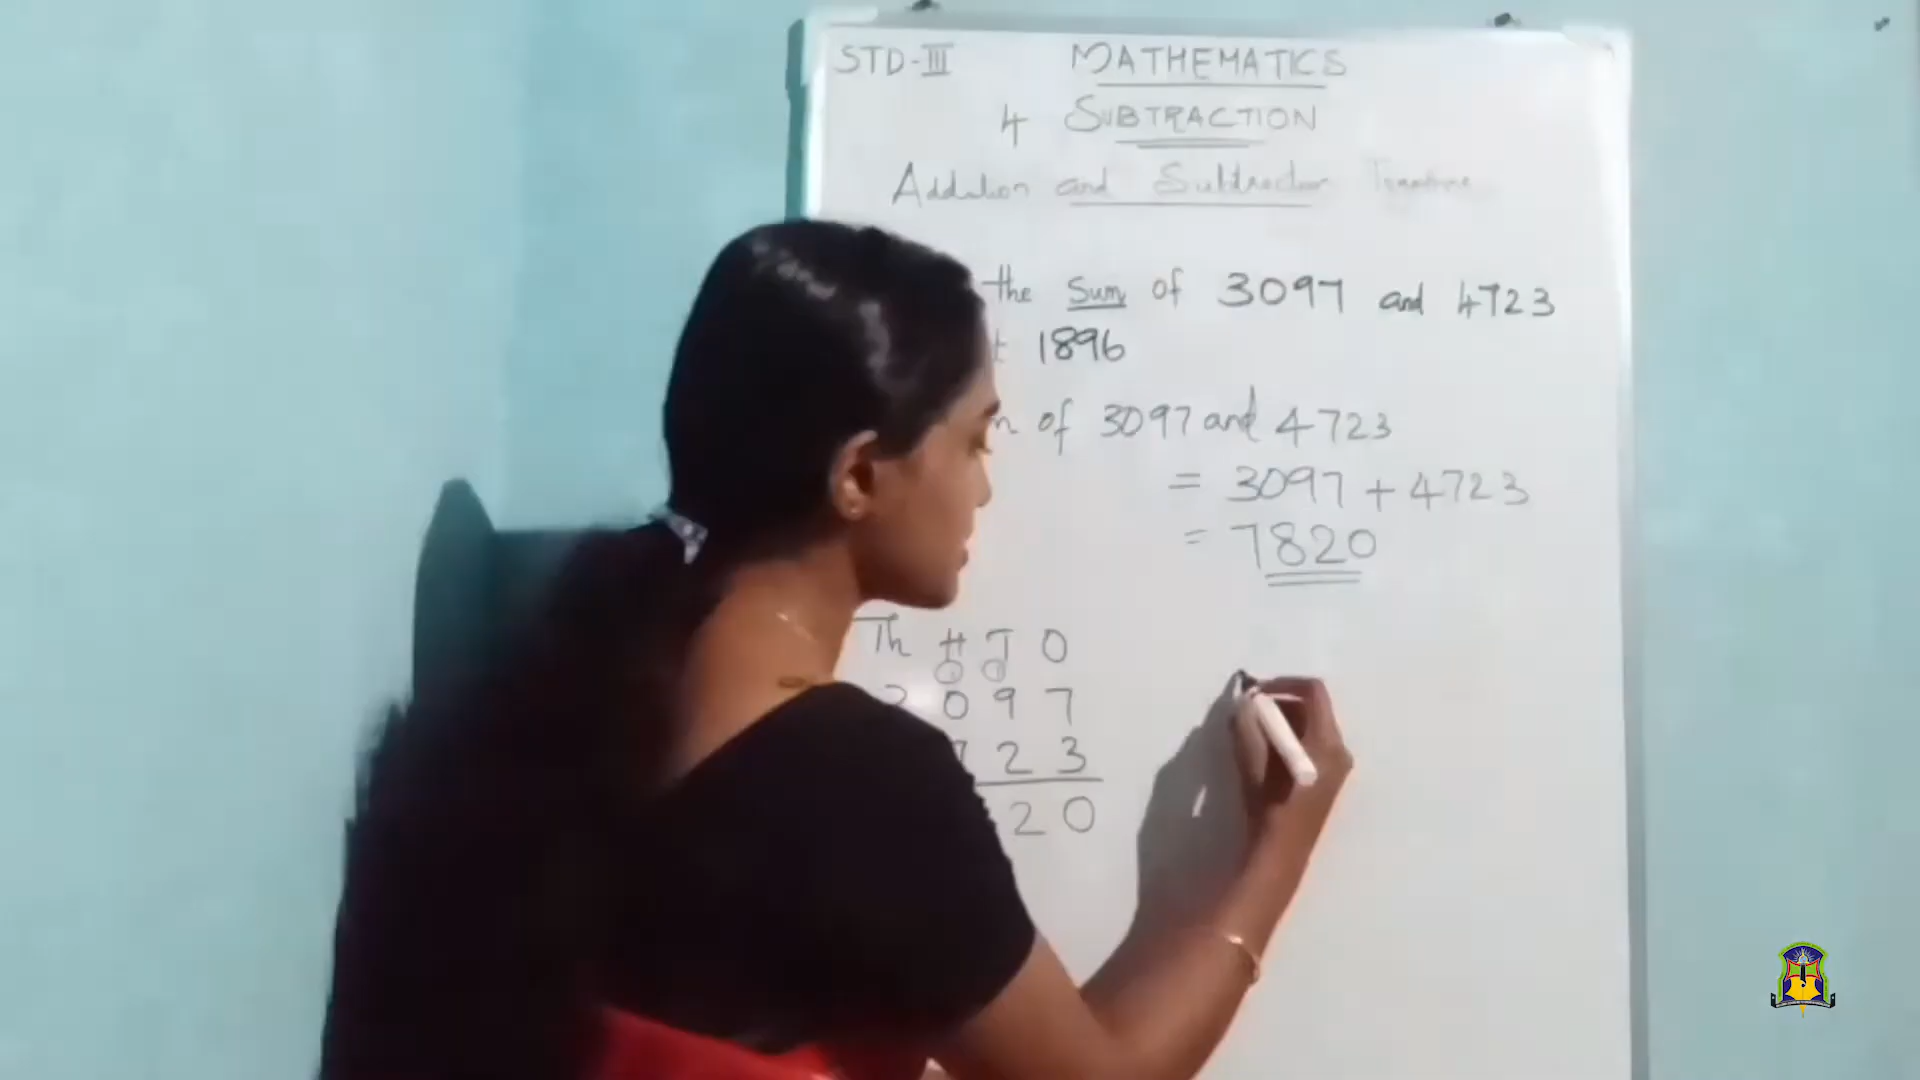 STD-III MATHEMATICS
4 SUBTRACTION
Addition and Subtraction
the sum of 3097 and 4723
1896
of 3097 and 4723
= 3097 + 4723
= 7820
Th H T O
0 9 7
2 3
2 0